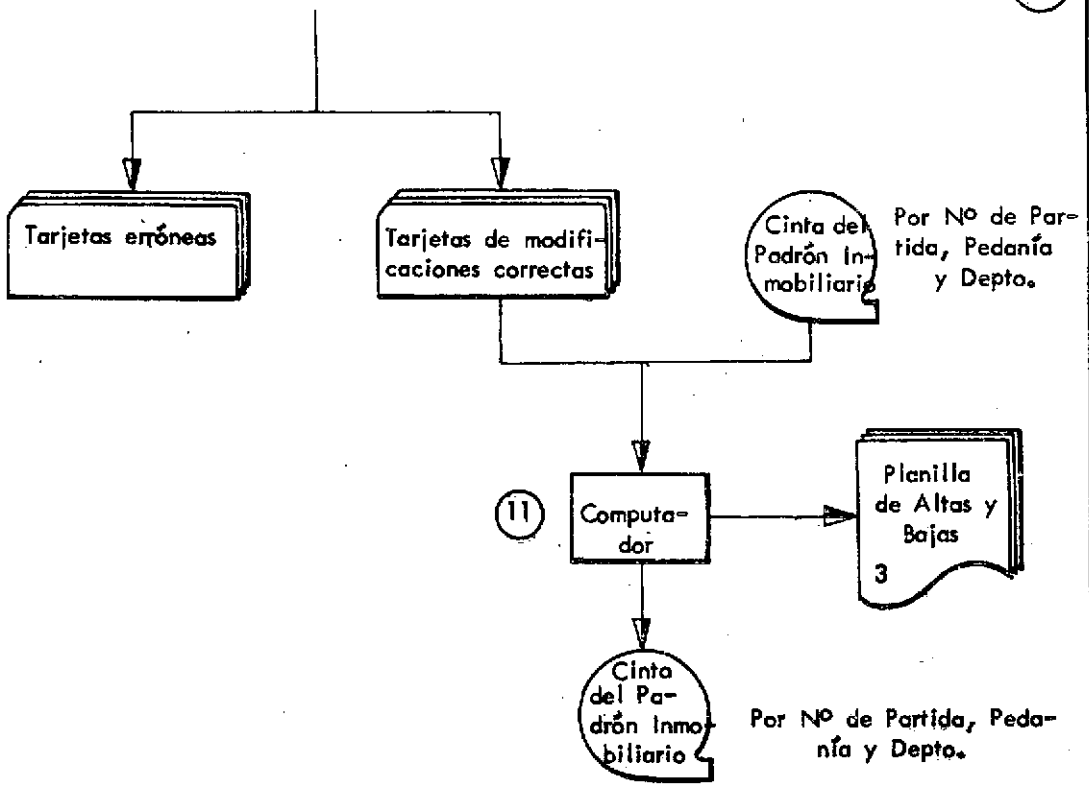 Tarjetas erróneas
Tarjetas de modifi-
caciones correctas
Cinta del
Padrón In-
mobiliario
Por Nº de Par-
tida, Pedanía
y Depto.
11
Computa-
dor
Planilla
de Altas y
Bajas
3
Cinta
del Pa-
drón Inmo-
biliario
Por Nº de Partida, Peda-
nía y Depto.